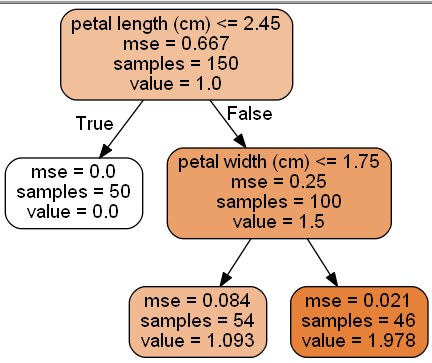 petal length (cm) <= 2.45
mse = 0.667
samples = 150
value = 1.0
True
False
mse = 0.0
samples = 50
value = 0.0
petal width (cm) <= 1.75
mse = 0.25
samples = 100
value = 1.5
mse = 0.084
samples = 54
value = 1.093
mse = 0.021
samples = 46
value = 1.978